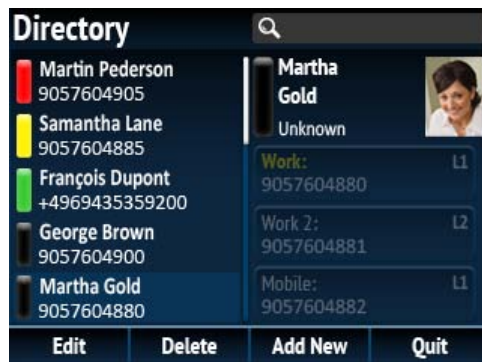 Directory
Martin Pederson
9057604905
Samantha Lane
9057604885
François Dupont
+4969435359200
George Brown
9057604900
Martha Gold
9057604880
Martha
Gold
Unknown
Work: L1
9057604880
Work 2: L2
9057604881
Mobile: L1
9057604882
Edit Delete Add New Quit